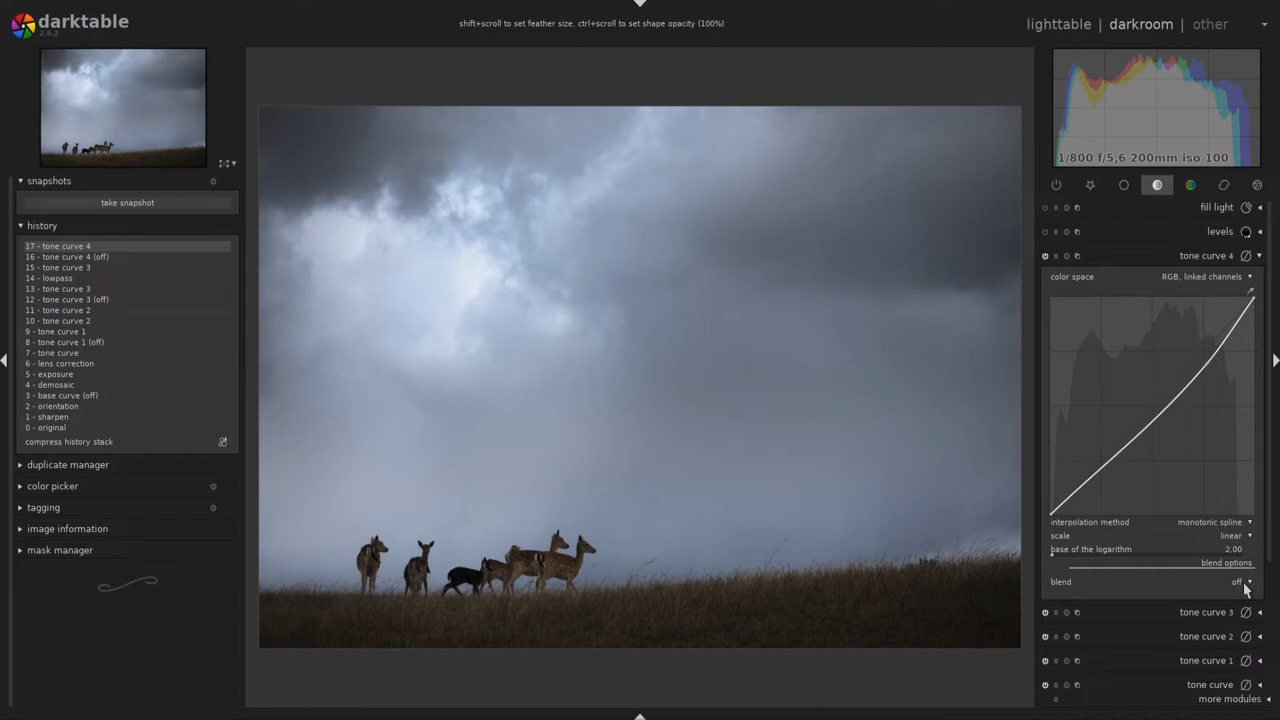 darktable
2.6.2
shift+scroll to set feather size, ctrl+scroll to set shape opacity (100%)
lighttable | darkroom | other
snapshots
take snapshot
history
17 - tone curve 4
16 - tone curve 4 (off)
15 - tone curve 3
14 - lowpass
13 - tone curve 3
12 - tone curve 3 (off)
11 - tone curve 2
10 - tone curve 2
9 - tone curve 1
8 - tone curve 1 (off)
7 - tone curve
6 - lens correction
5 - exposure
4 - demosaic
3 - base curve (off)
2 - orientation
1 - sharpen
0 - original
compress history stack
duplicate manager
color picker
tagging
image information
mask manager
1/800 f/5,6 200mm iso 100
fill light
levels
tone curve 4
color space RGB, linked channels
interpolation method monotonic spline
scale linear
base of the logarithm 2,00
blend options
blend off
tone curve 3
tone curve 2
tone curve 1
tone curve
more modules